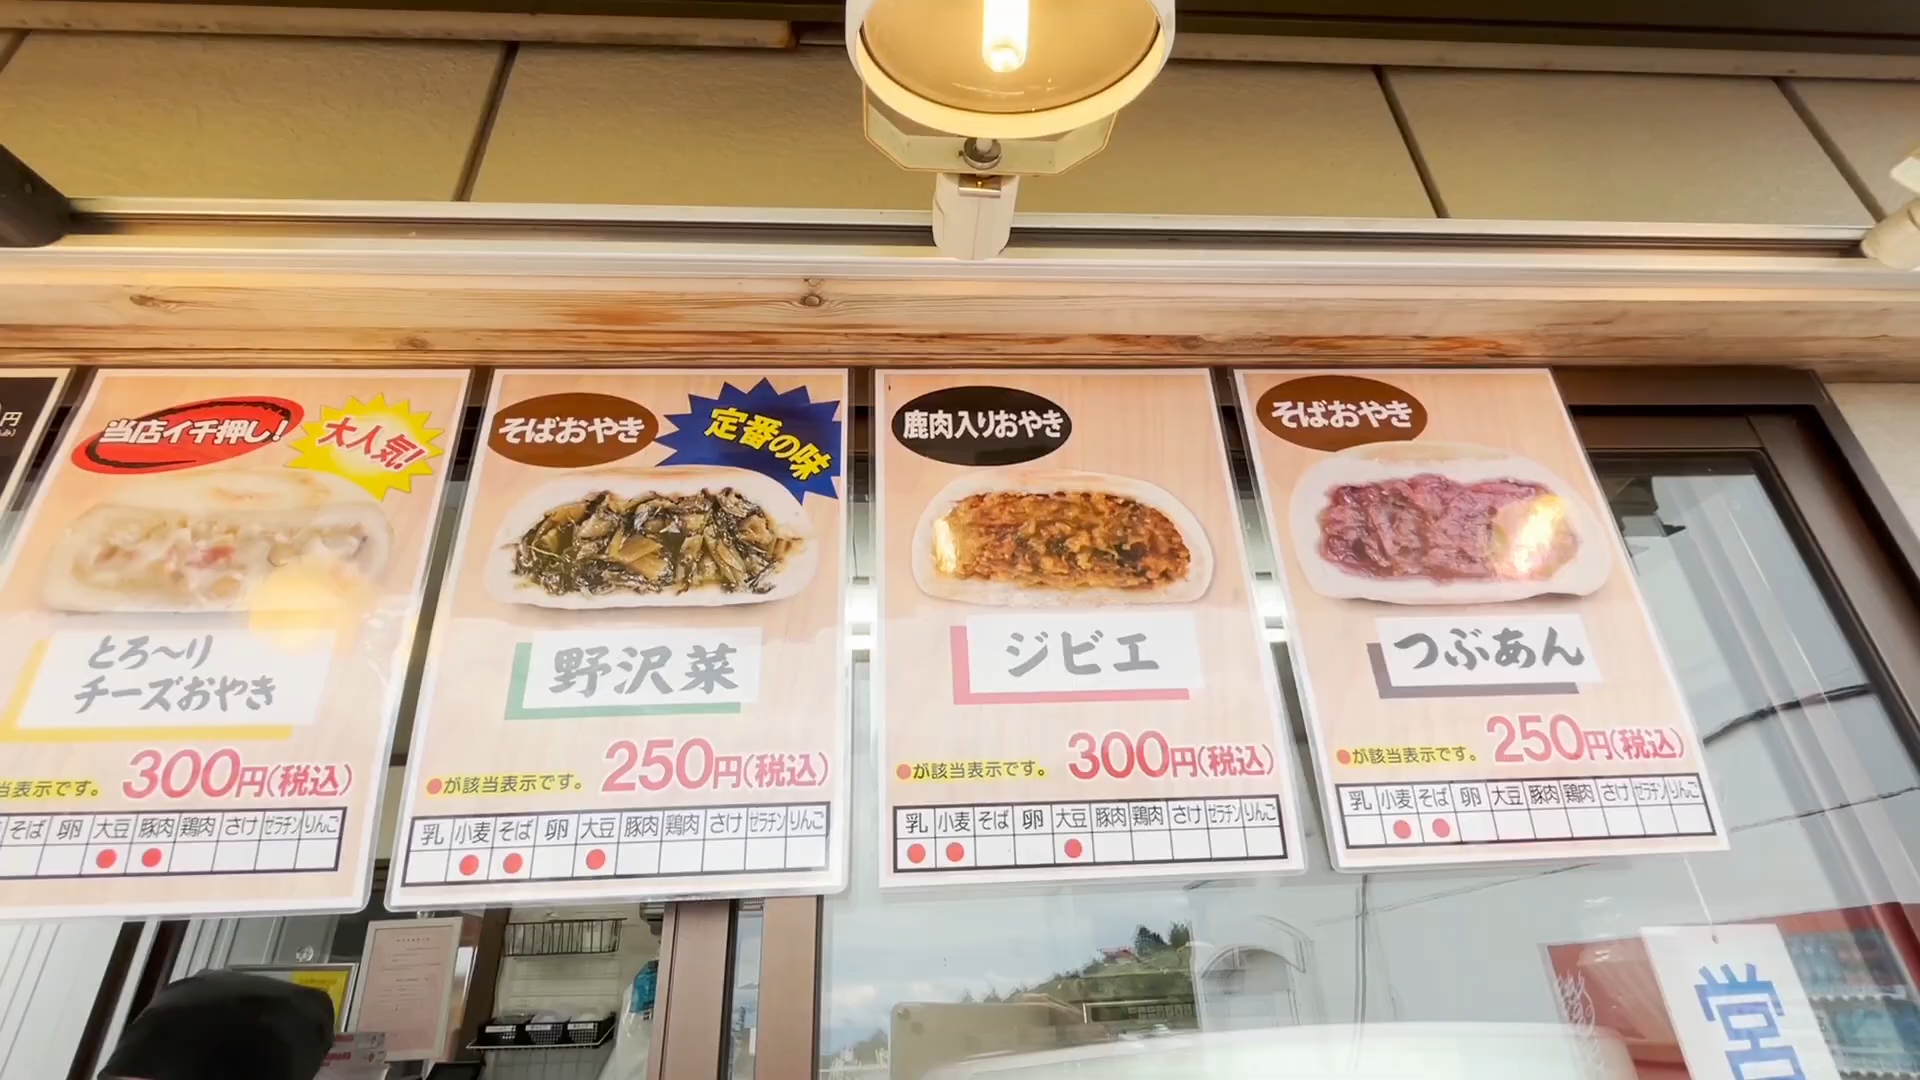 円
当店イチ押し!
大人気!
とろ〜り
チーズおやき
当表示です。
300円(税込)
そば 卵 大豆 豚肉 鶏肉 さけ ゼラチン りんご
そばおやき
定番の味
野沢菜
●が該当表示です。
250円(税込)
乳 小麦 そば 卵 大豆 豚肉 鶏肉 さけ ゼラチン りんご
鹿肉入りおやき
ジビエ
●が該当表示です。
300円(税込)
乳 小麦 そば 卵 大豆 豚肉 鶏肉 さけ ゼラチン りんご
そばおやき
つぶあん
●が該当表示です。
250円(税込)
乳 小麦 そば 卵 大豆 豚肉 鶏肉 さけ ゼラチン りんご
営